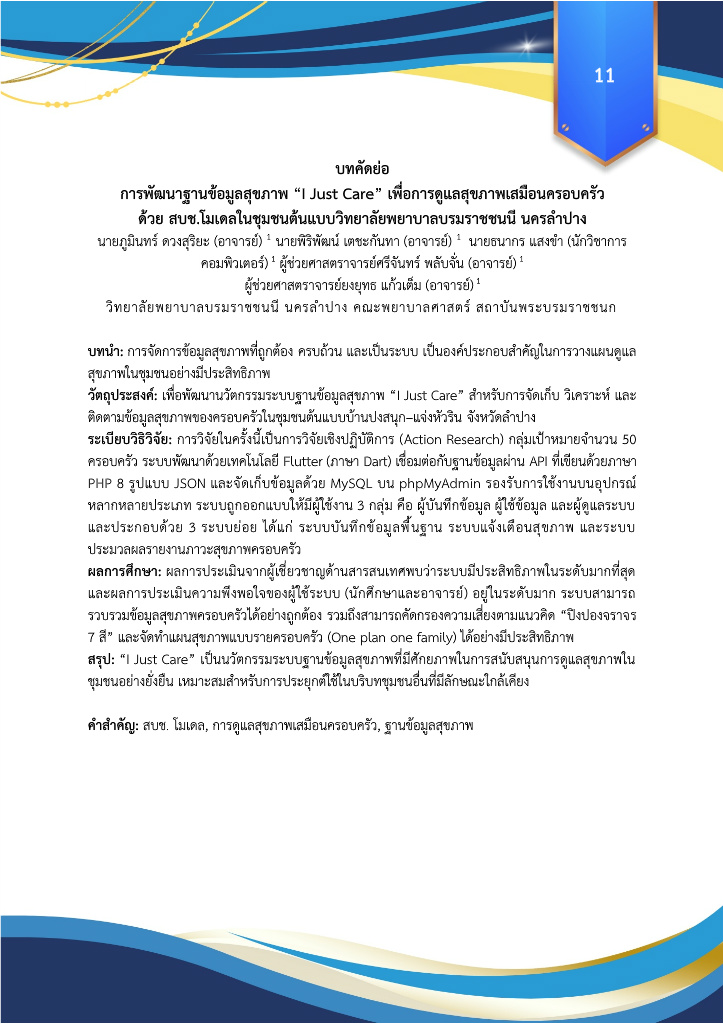 11
บทคัดย่อ
การพัฒนาฐานข้อมูลสุขภาพ “I Just Care” เพื่อการดูแลสุขภาพเสมือนครอบครัว
ด้วย สบช.โมเดลในชุมชนต้นแบบวิทยาลัยพยาบาลบรมราชชนนี นครลำปาง
นายภูมินทร์ ดวงสุริยะ (อาจารย์) 1 นายพิริพัฒน์ เตชะกันทา (อาจารย์) 1 นายธนากร แสงขำ (นักวิชาการ
คอมพิวเตอร์) 1 ผู้ช่วยศาสตราจารย์ศรีจันทร์ พลับจั่น (อาจารย์) 1
ผู้ช่วยศาสตราจารย์ยงยุทธ แก้วเต็ม (อาจารย์) 1
วิทยาลัยพยาบาลบรมราชชนนี นครลำปาง คณะพยาบาลศาสตร์ สถาบันพระบรมราชชนก
บทนำ: การจัดการข้อมูลสุขภาพที่ถูกต้อง ครบถ้วน และเป็นระบบ เป็นองค์ประกอบสำคัญในการวางแผนดูแล
สุขภาพในชุมชนอย่างมีประสิทธิภาพ
วัตถุประสงค์: เพื่อพัฒนานวัตกรรมระบบฐานข้อมูลสุขภาพ “I Just Care” สำหรับการจัดเก็บ วิเคราะห์ และ
ติดตามข้อมูลสุขภาพของครอบครัวในชุมชนต้นแบบบ้านปงสนุก–แจ่งหัวริน จังหวัดลำปาง
ระเบียบวิธีวิจัย: การวิจัยในครั้งนี้เป็นการวิจัยเชิงปฏิบัติการ (Action Research) กลุ่มเป้าหมายจำนวน 50
ครอบครัว ระบบพัฒนาด้วยเทคโนโลยี Flutter (ภาษา Dart) เชื่อมต่อกับฐานข้อมูลผ่าน API ที่เขียนด้วยภาษา
PHP 8 รูปแบบ JSON และจัดเก็บข้อมูลด้วย MySQL บน phpMyAdmin รองรับการใช้งานบนอุปกรณ์
หลากหลายประเภท ระบบถูกออกแบบให้มีผู้ใช้งาน 3 กลุ่ม คือ ผู้บันทึกข้อมูล ผู้ใช้ข้อมูล และผู้ดูแลระบบ
และประกอบด้วย 3 ระบบย่อย ได้แก่ ระบบบันทึกข้อมูลพื้นฐาน ระบบแจ้งเตือนสุขภาพ และระบบ
ประมวลผลรายงานภาวะสุขภาพครอบครัว
ผลการศึกษา: ผลการประเมินจากผู้เชี่ยวชาญด้านสารสนเทศพบว่าระบบมีประสิทธิภาพในระดับมากที่สุด
และผลการประเมินความพึงพอใจของผู้ใช้ระบบ (นักศึกษาและอาจารย์) อยู่ในระดับมาก ระบบสามารถ
รวบรวมข้อมูลสุขภาพครอบครัวได้อย่างถูกต้อง รวมถึงสามารถคัดกรองความเสี่ยงตามแนวคิด “ปิงปองจราจร
7 สี” และจัดทำแผนสุขภาพแบบรายครอบครัว (One plan one family) ได้อย่างมีประสิทธิภาพ
สรุป: “I Just Care” เป็นนวัตกรรมระบบฐานข้อมูลสุขภาพที่มีศักยภาพในการสนับสนุนการดูแลสุขภาพใน
ชุมชนอย่างยั่งยืน เหมาะสมสำหรับการประยุกต์ใช้ในบริบทชุมชนอื่นที่มีลักษณะใกล้เคียง
คำสำคัญ: สบช. โมเดล, การดูแลสุขภาพเสมือนครอบครัว, ฐานข้อมูลสุขภาพ